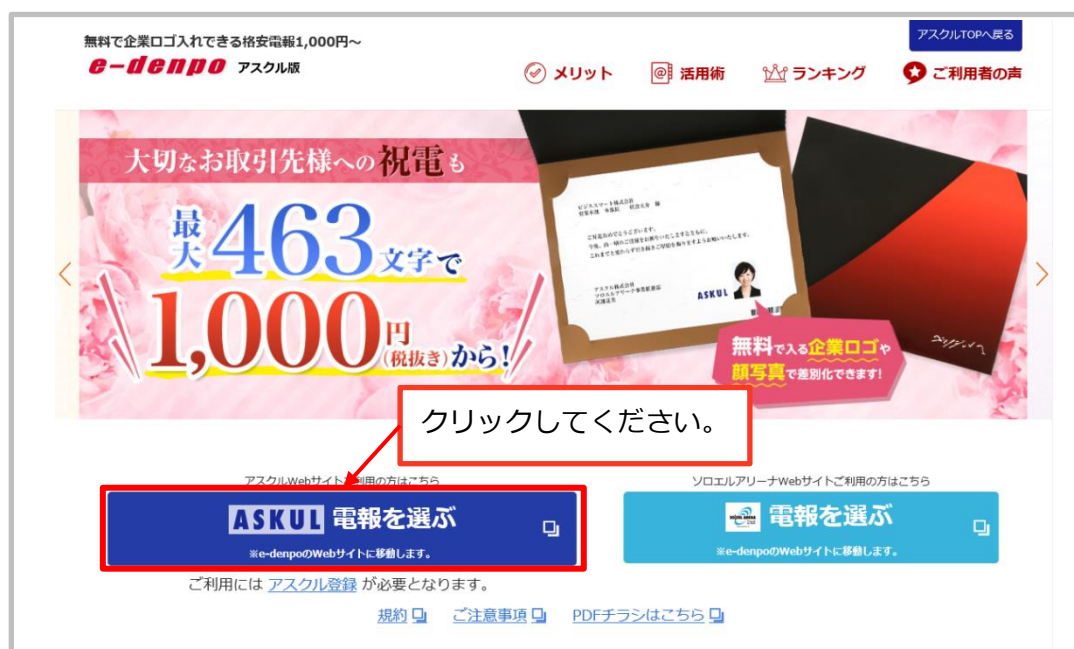 無料で企業ロゴ入れできる格安電報1,000円～
アスクルTOPへ戻る
e-denpo アスクル版
メリット
活用術
ランキング
ご利用者の声
大切なお取引先様への祝電も
最大463文字で
1,000円(税抜き)から!
ASKUL
無料で入る企業ロゴや
顔写真で差別化できます!
クリックしてください。
アスクルWebサイトご利用の方はこちら
ソロエルアリーナWebサイトご利用の方はこちら
ASKUL 電報を選ぶ
※e-denpoのWebサイトに移動します。
電報を選ぶ
※e-denpoのWebサイトに移動します。
ご利用には アスクル登録 が必要となります。
規約 ご注意事項 PDFチラシはこちら